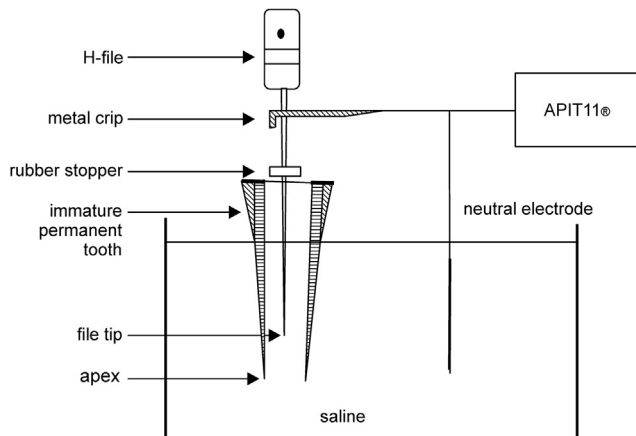 H-file
metal crip
APIT11®
rubber stopper
immature
permanent
tooth
neutral electrode
file tip
apex
saline